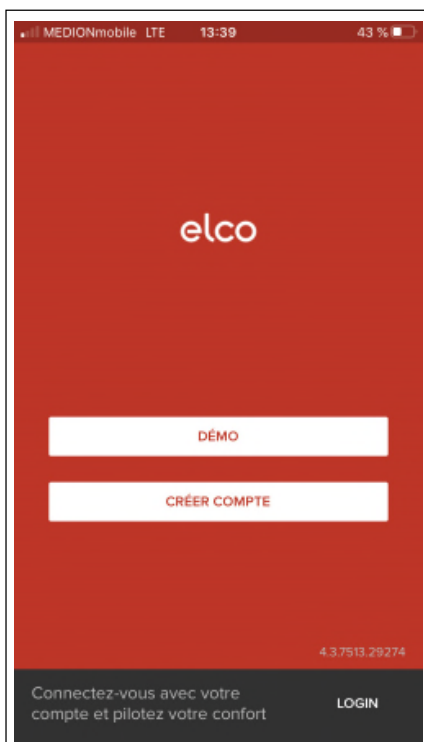 MEDIONmobile LTE 13:39 43 %
elco
DÉMO
CRÉER COMPTE
4.3.7513.29274
Connectez-vous avec votre
compte et pilotez votre confort
LOGIN